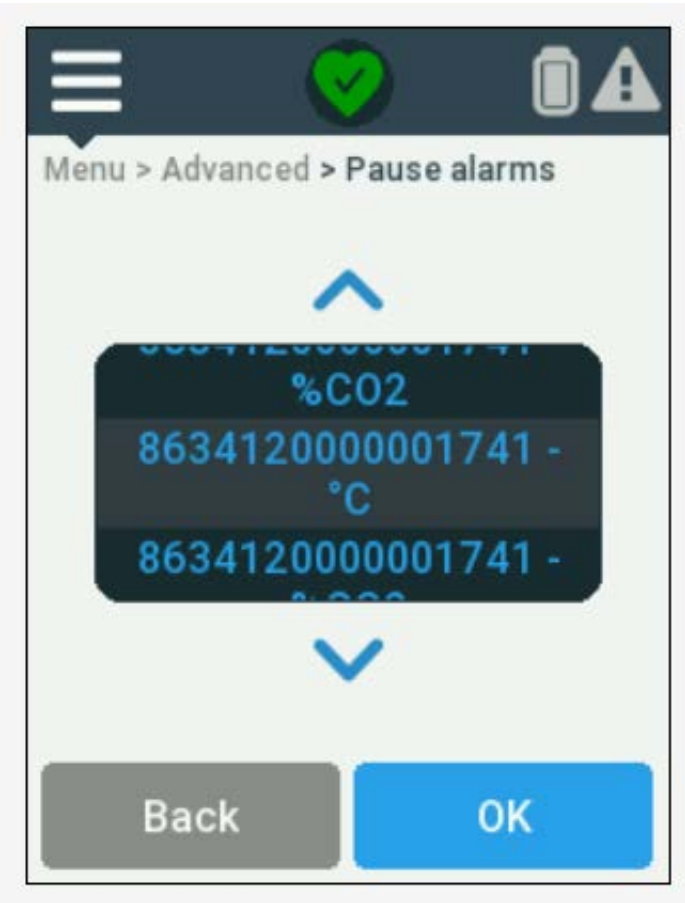 Menu > Advanced > Pause alarms
%CO2
8634120000001741 -
°C
8634120000001741 -
Back
OK